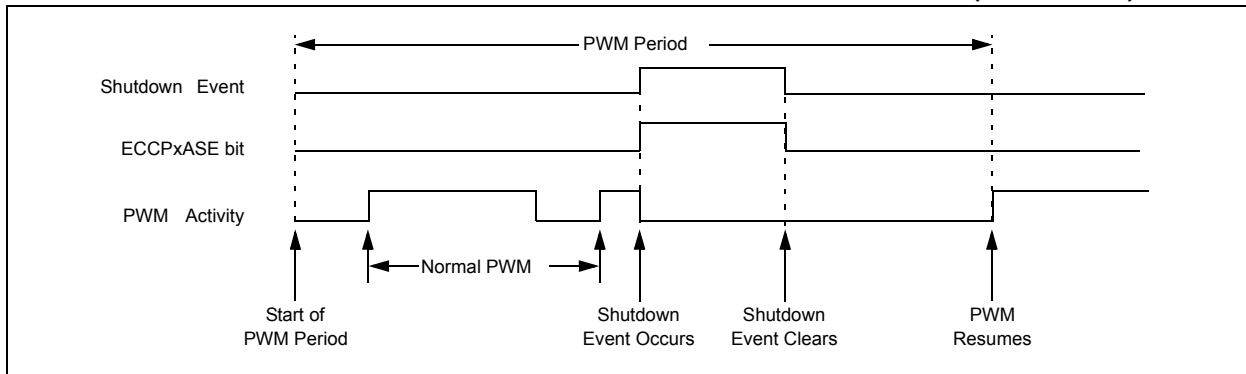 PWM Period
Shutdown Event
ECCPxASE bit
PWM Activity
Normal PWM
Start of
PWM Period
Shutdown
Event Occurs
Shutdown
Event Clears
PWM
Resumes